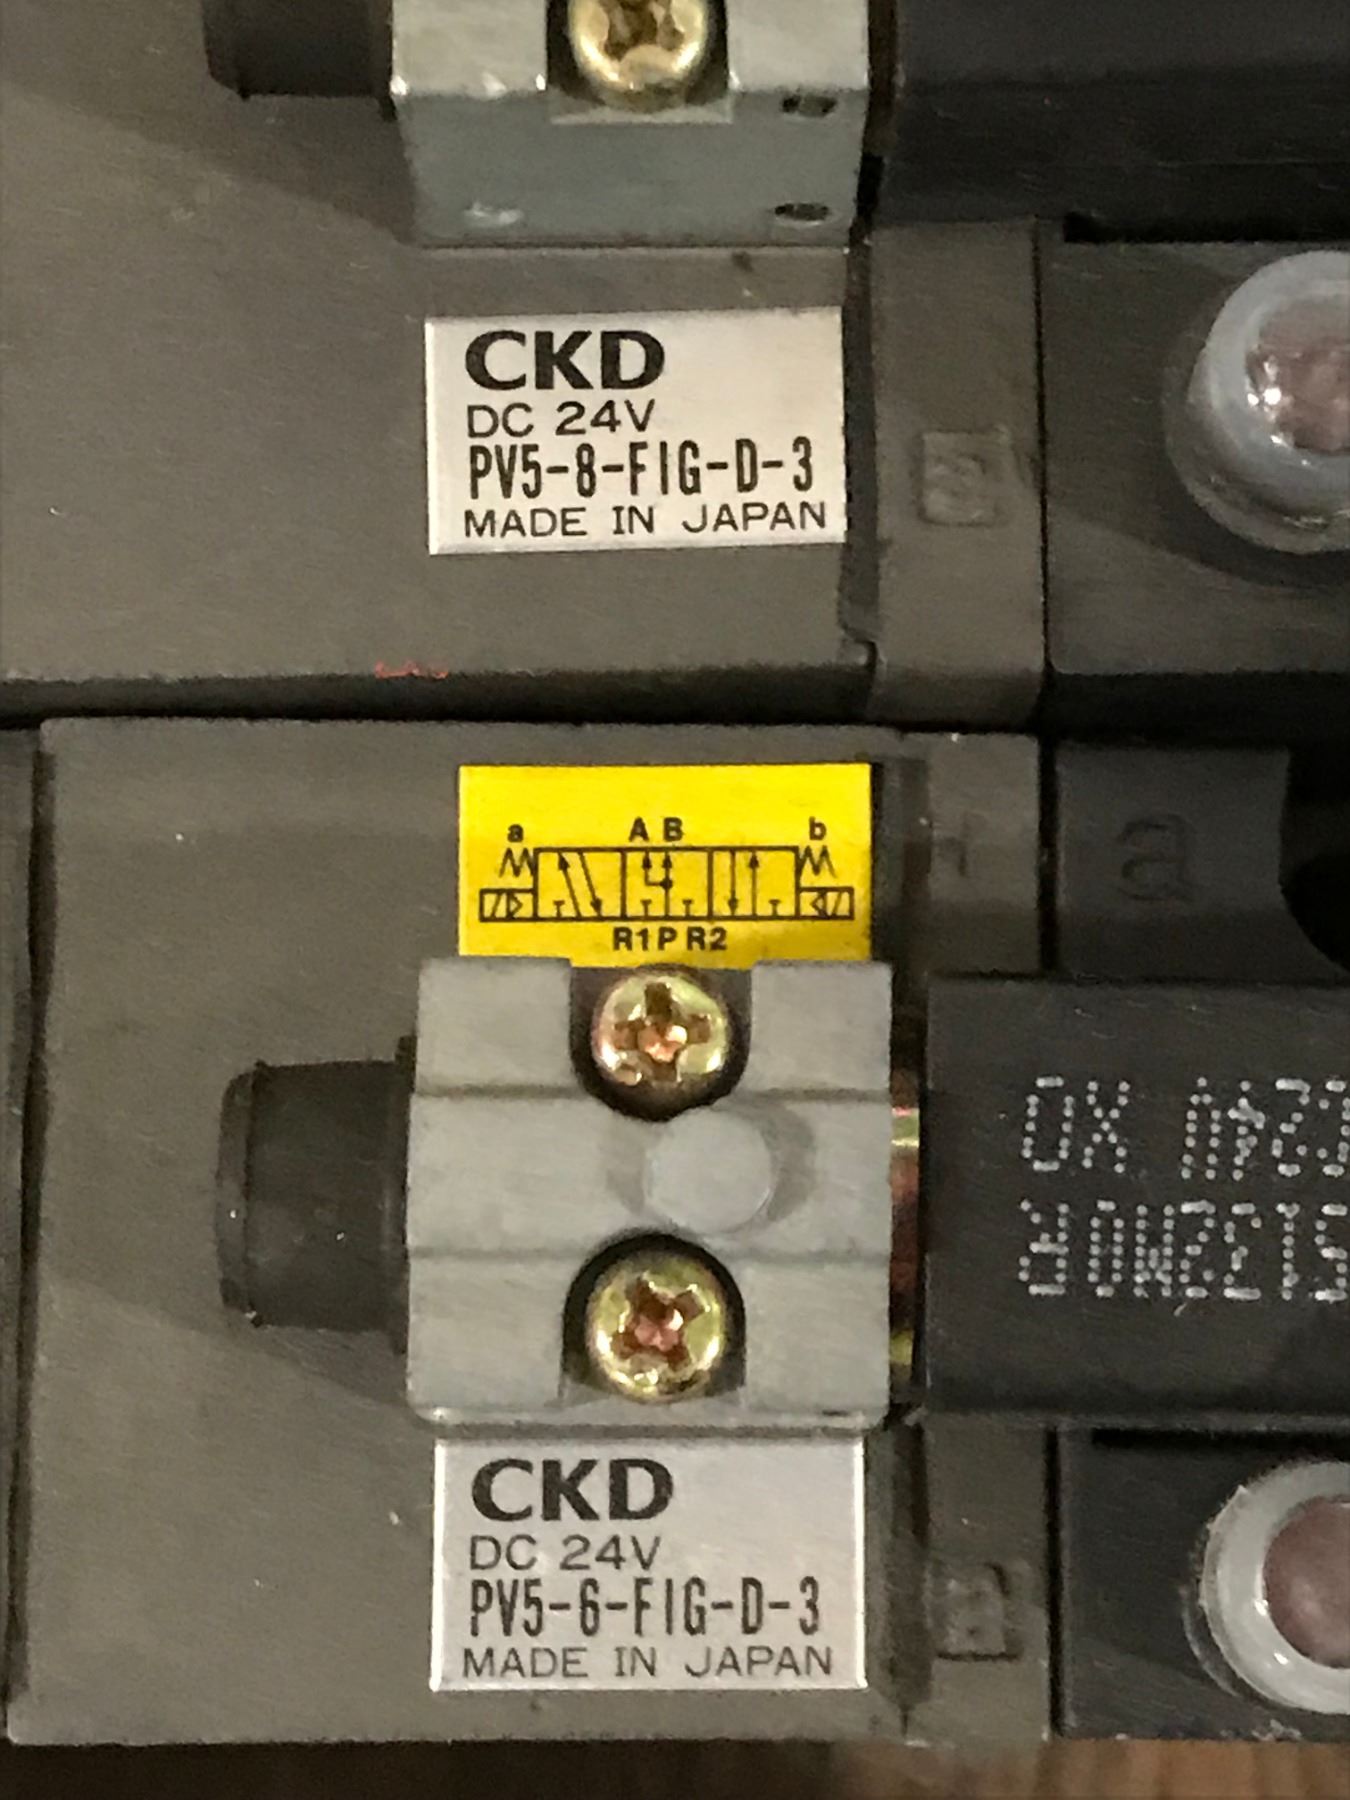 CKD
DC 24V
PV5-8-FIG-D-3
MADE IN JAPAN
a A B b
R1 P R2
a
CKD
DC 24V
PV5-6-FIG-D-3
MADE IN JAPAN
a